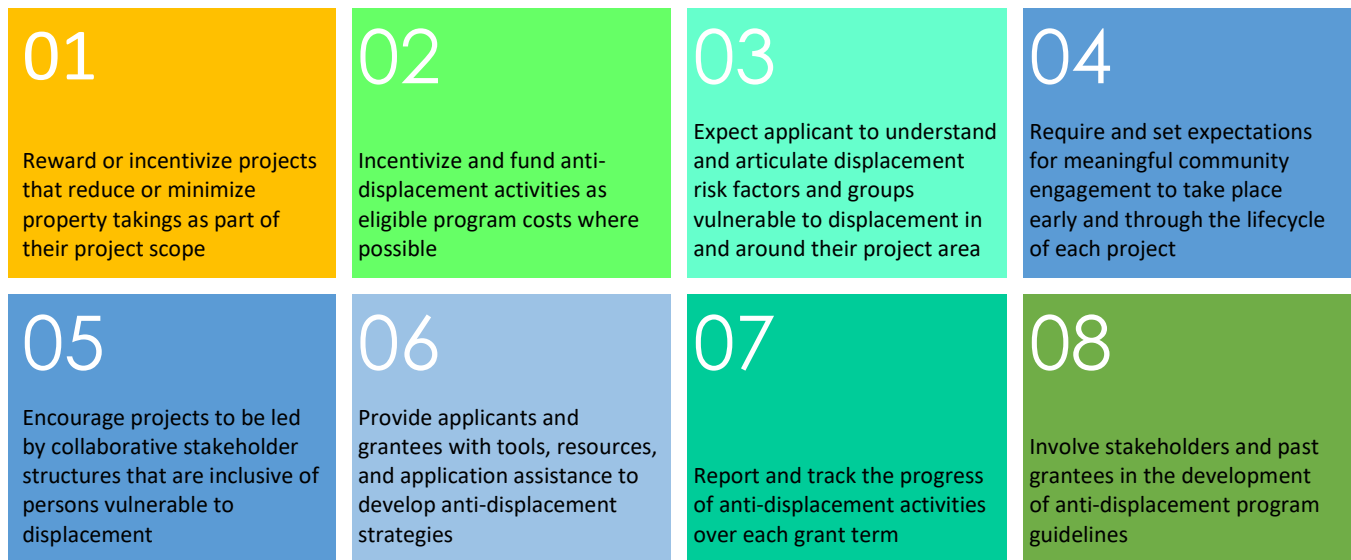 01
Reward or incentivize projects
that reduce or minimize
property takings as part of
their project scope
02
Incentivize and fund anti-
displacement activities as
eligible program costs where
possible
03
Expect applicant to understand
and articulate displacement
risk factors and groups
vulnerable to displacement in
and around their project area
04
Require and set expectations
for meaningful community
engagement to take place
early and through the lifecycle
of each project
05
Encourage projects to be led
by collaborative stakeholder
structures that are inclusive of
persons vulnerable to
displacement
06
Provide applicants and
grantees with tools, resources,
and application assistance to
develop anti-displacement
strategies
07
Report and track the progress
of anti-displacement activities
over each grant term
08
Involve stakeholders and past
grantees in the development
of anti-displacement program
guidelines